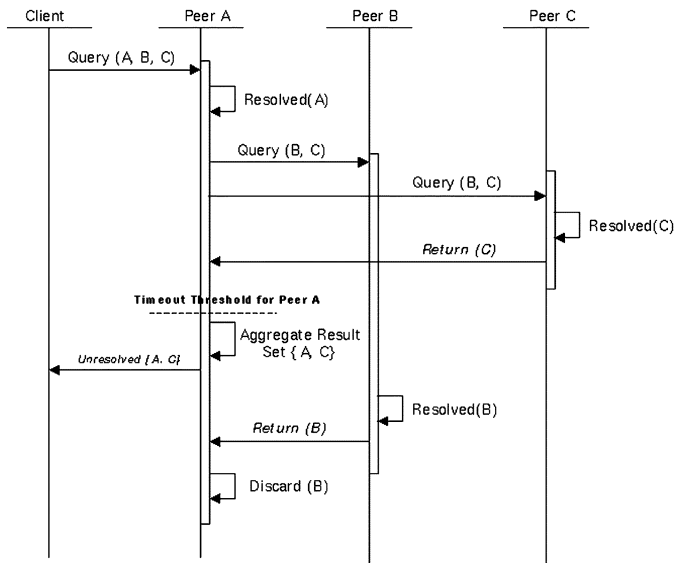 Client
Peer A
Peer B
Peer C
Query (A, B, C)
Resolved(A)
Query (B, C)
Query (B, C)
Resolved(C)
Return (C)
Timeout Threshold for Peer A
Aggregate Result
Set { A, C}
Unresolved {A. C}
Resolved(B)
Return (B)
Discard (B)